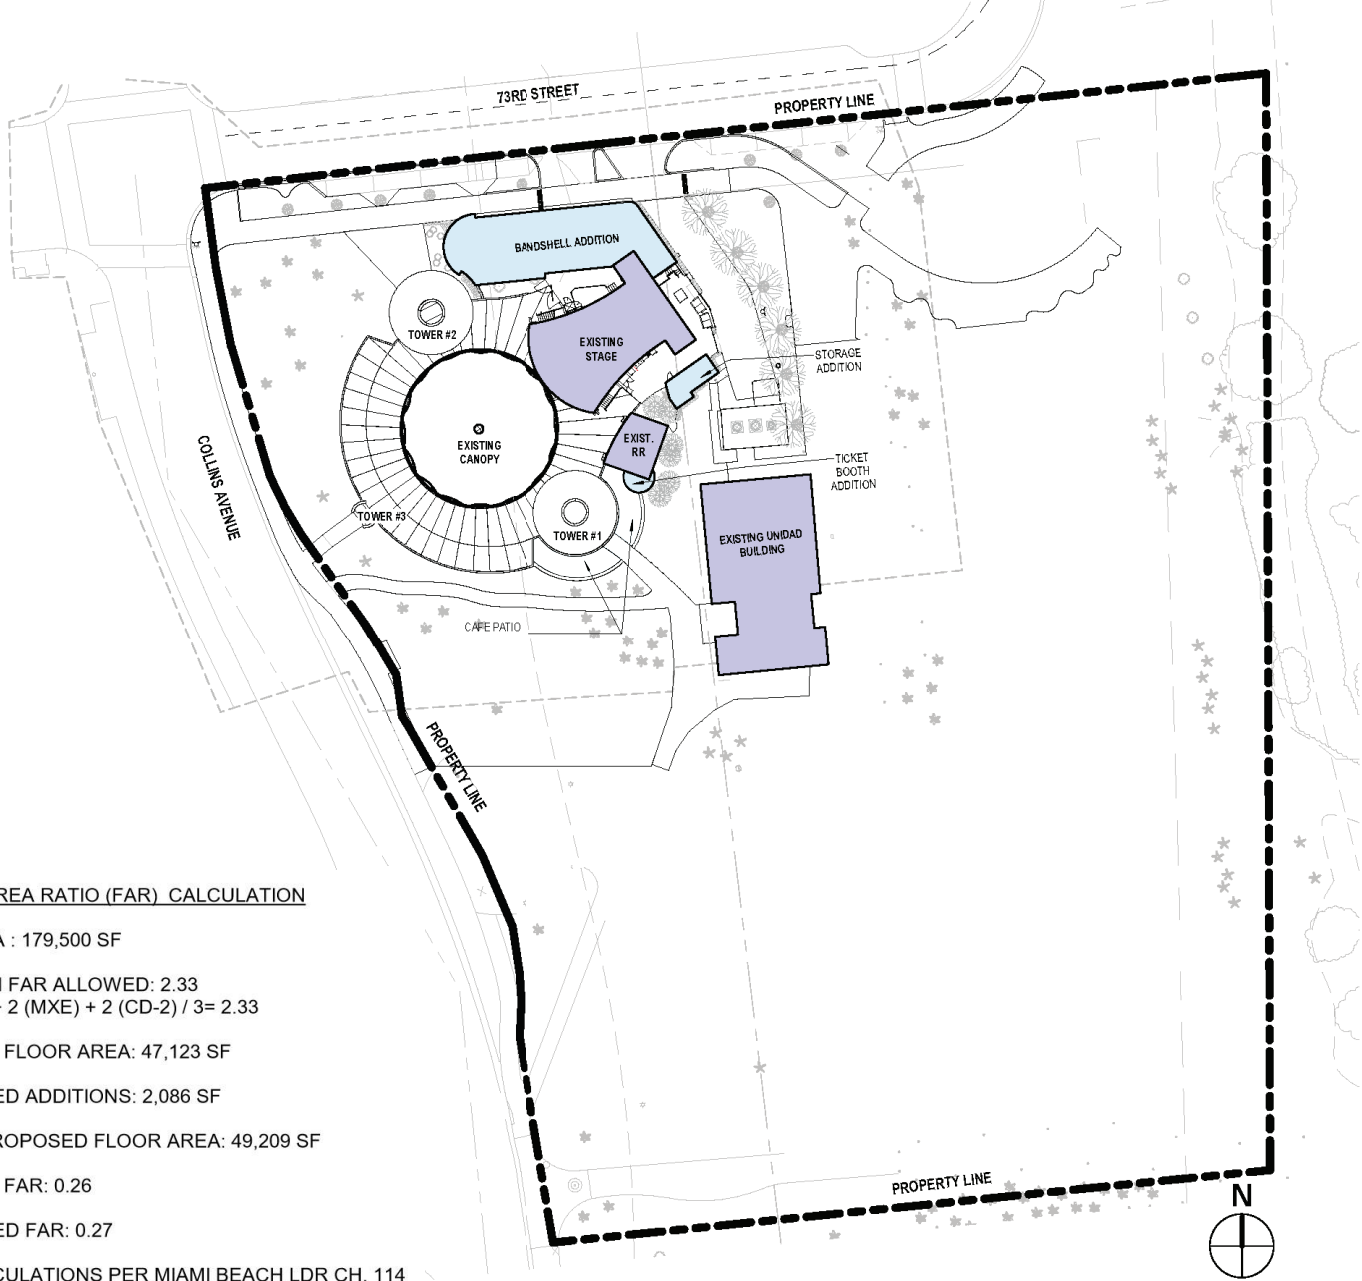 73RD STREET
PROPERTY LINE
BANDSHELL ADDITION
TOWER #2
EXISTING
STAGE
STORAGE
ADDITION
EXISTING
CANOPY
EXIST.
RR
COLLINS AVENUE
TICKET
BOOTH
ADDITION
TOWER #3
TOWER #1
EXISTING UNIDAD
BUILDING
CAFE PATIO
PROPERTY LINE
REA RATIO (FAR) CALCULATION
A : 179,500 SF
FAR ALLOWED: 2.33
2 (MXE) + 2 (CD-2) / 3= 2.33
FLOOR AREA: 47,123 SF
ED ADDITIONS: 2,086 SF
ROPOSED FLOOR AREA: 49,209 SF
FAR: 0.26
ED FAR: 0.27
CULATIONS PER MIAMI BEACH LDR CH. 114
PROPERTY LINE
N